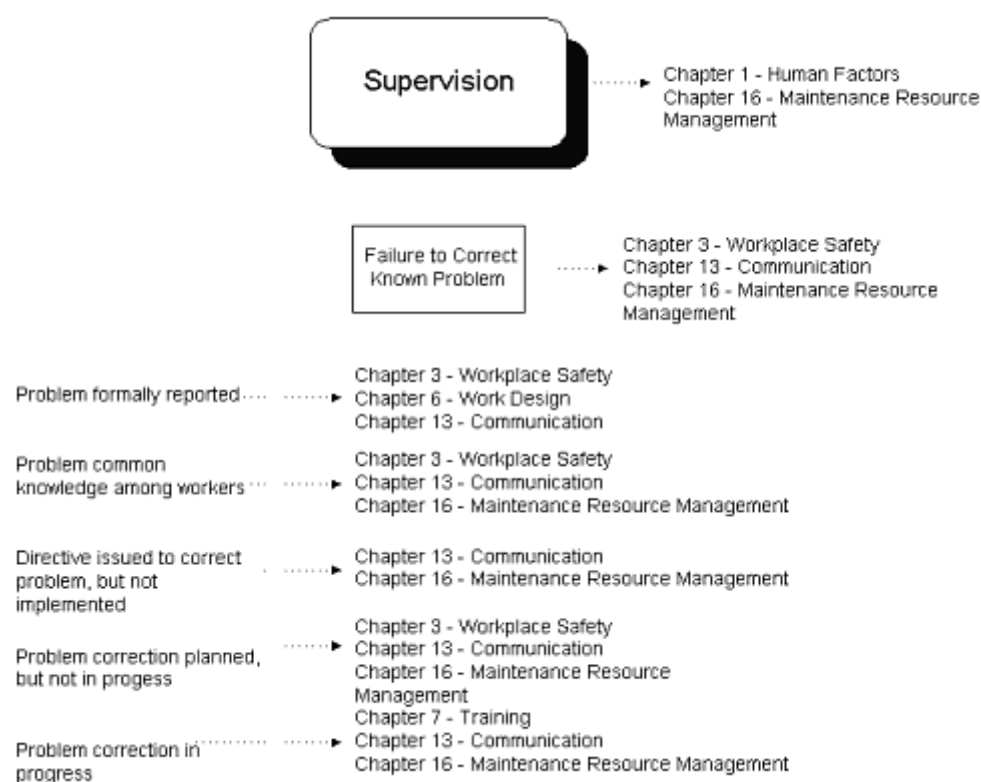 Supervision
Chapter 1 - Human Factors
Chapter 16 - Maintenance Resource
Management
Failure to Correct
Known Problem
Chapter 3 - Workplace Safety
Chapter 13 - Communication
Chapter 16 - Maintenance Resource
Management
Problem formally reported
Chapter 3 - Workplace Safety
Chapter 6 - Work Design
Chapter 13 - Communication
Problem common
knowledge among workers
Chapter 3 - Workplace Safety
Chapter 13 - Communication
Chapter 16 - Maintenance Resource Management
Directive issued to correct
problem, but not
implemented
Chapter 13 - Communication
Chapter 16 - Maintenance Resource Management
Problem correction planned,
but not in progess
Chapter 3 - Workplace Safety
Chapter 13 - Communication
Chapter 16 - Maintenance Resource
Management
Problem correction in
progress
Chapter 7 - Training
Chapter 13 - Communication
Chapter 16 - Maintenance Resource Management